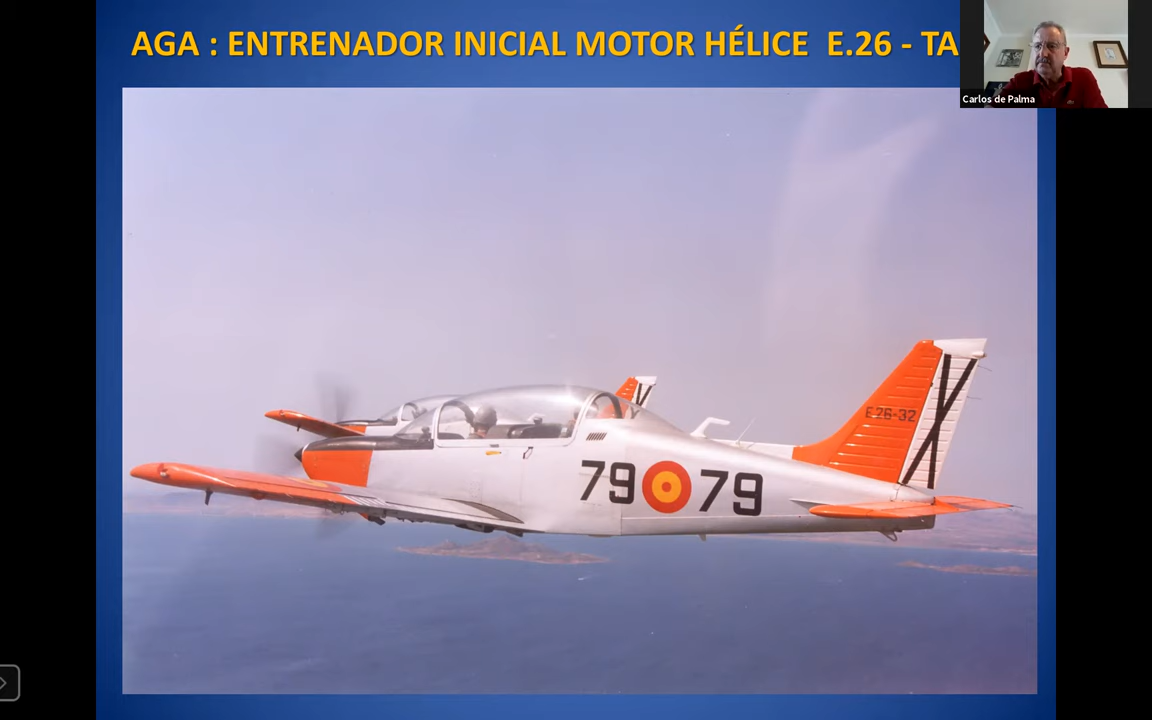 AGA : ENTRENADOR INICIAL MOTOR HÉLICE E.26 - TA
Carlos de Palma
E.26-32
79 79